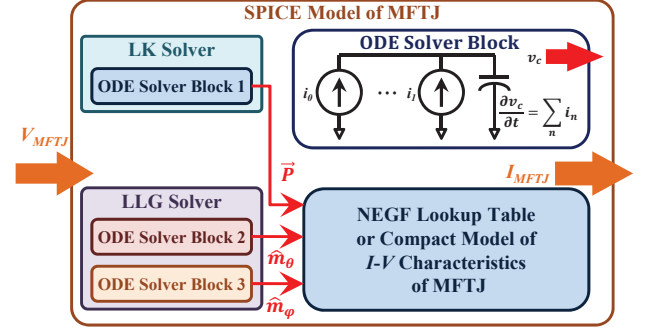 SPICE Model of MFTJ
LK Solver
ODE Solver Block 1
ODE Solver Block
v_c
i_0
...
i_1
∂v_c/∂t = ∑_n i_n
V_MFTJ
I_MFTJ
P⃗
LLG Solver
ODE Solver Block 2
m̂_θ
ODE Solver Block 3
m̂_φ
NEGF Lookup Table
or Compact Model of
I-V Characteristics
of MFTJ